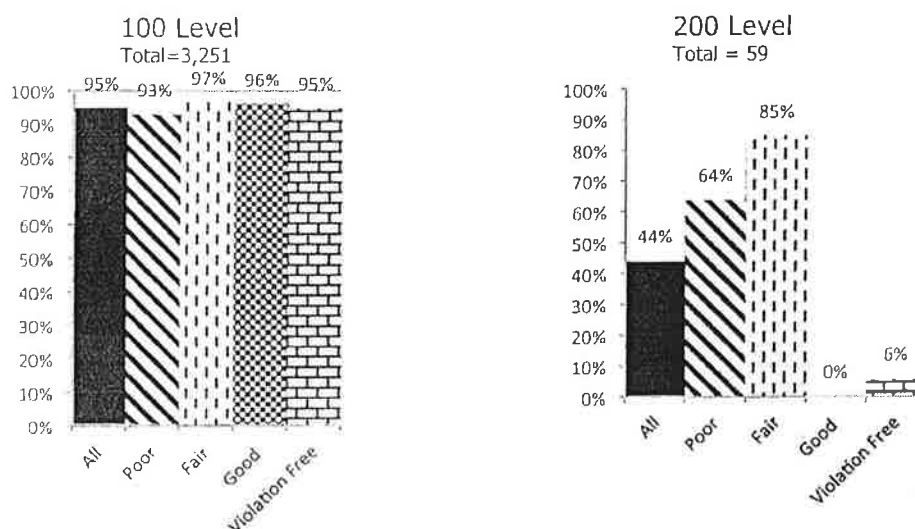 100 Level
Total=3,251
95%
93%
97%
96%
95%
100%
90%
80%
70%
60%
50%
40%
30%
20%
10%
0%
All
Poor
Fair
Good
Violation Free
200 Level
Total = 59
100%
90%
80%
70%
60%
50%
40%
30%
20%
10%
0%
44%
64%
85%
0%
6%
All
Poor
Fair
Good
Violation Free